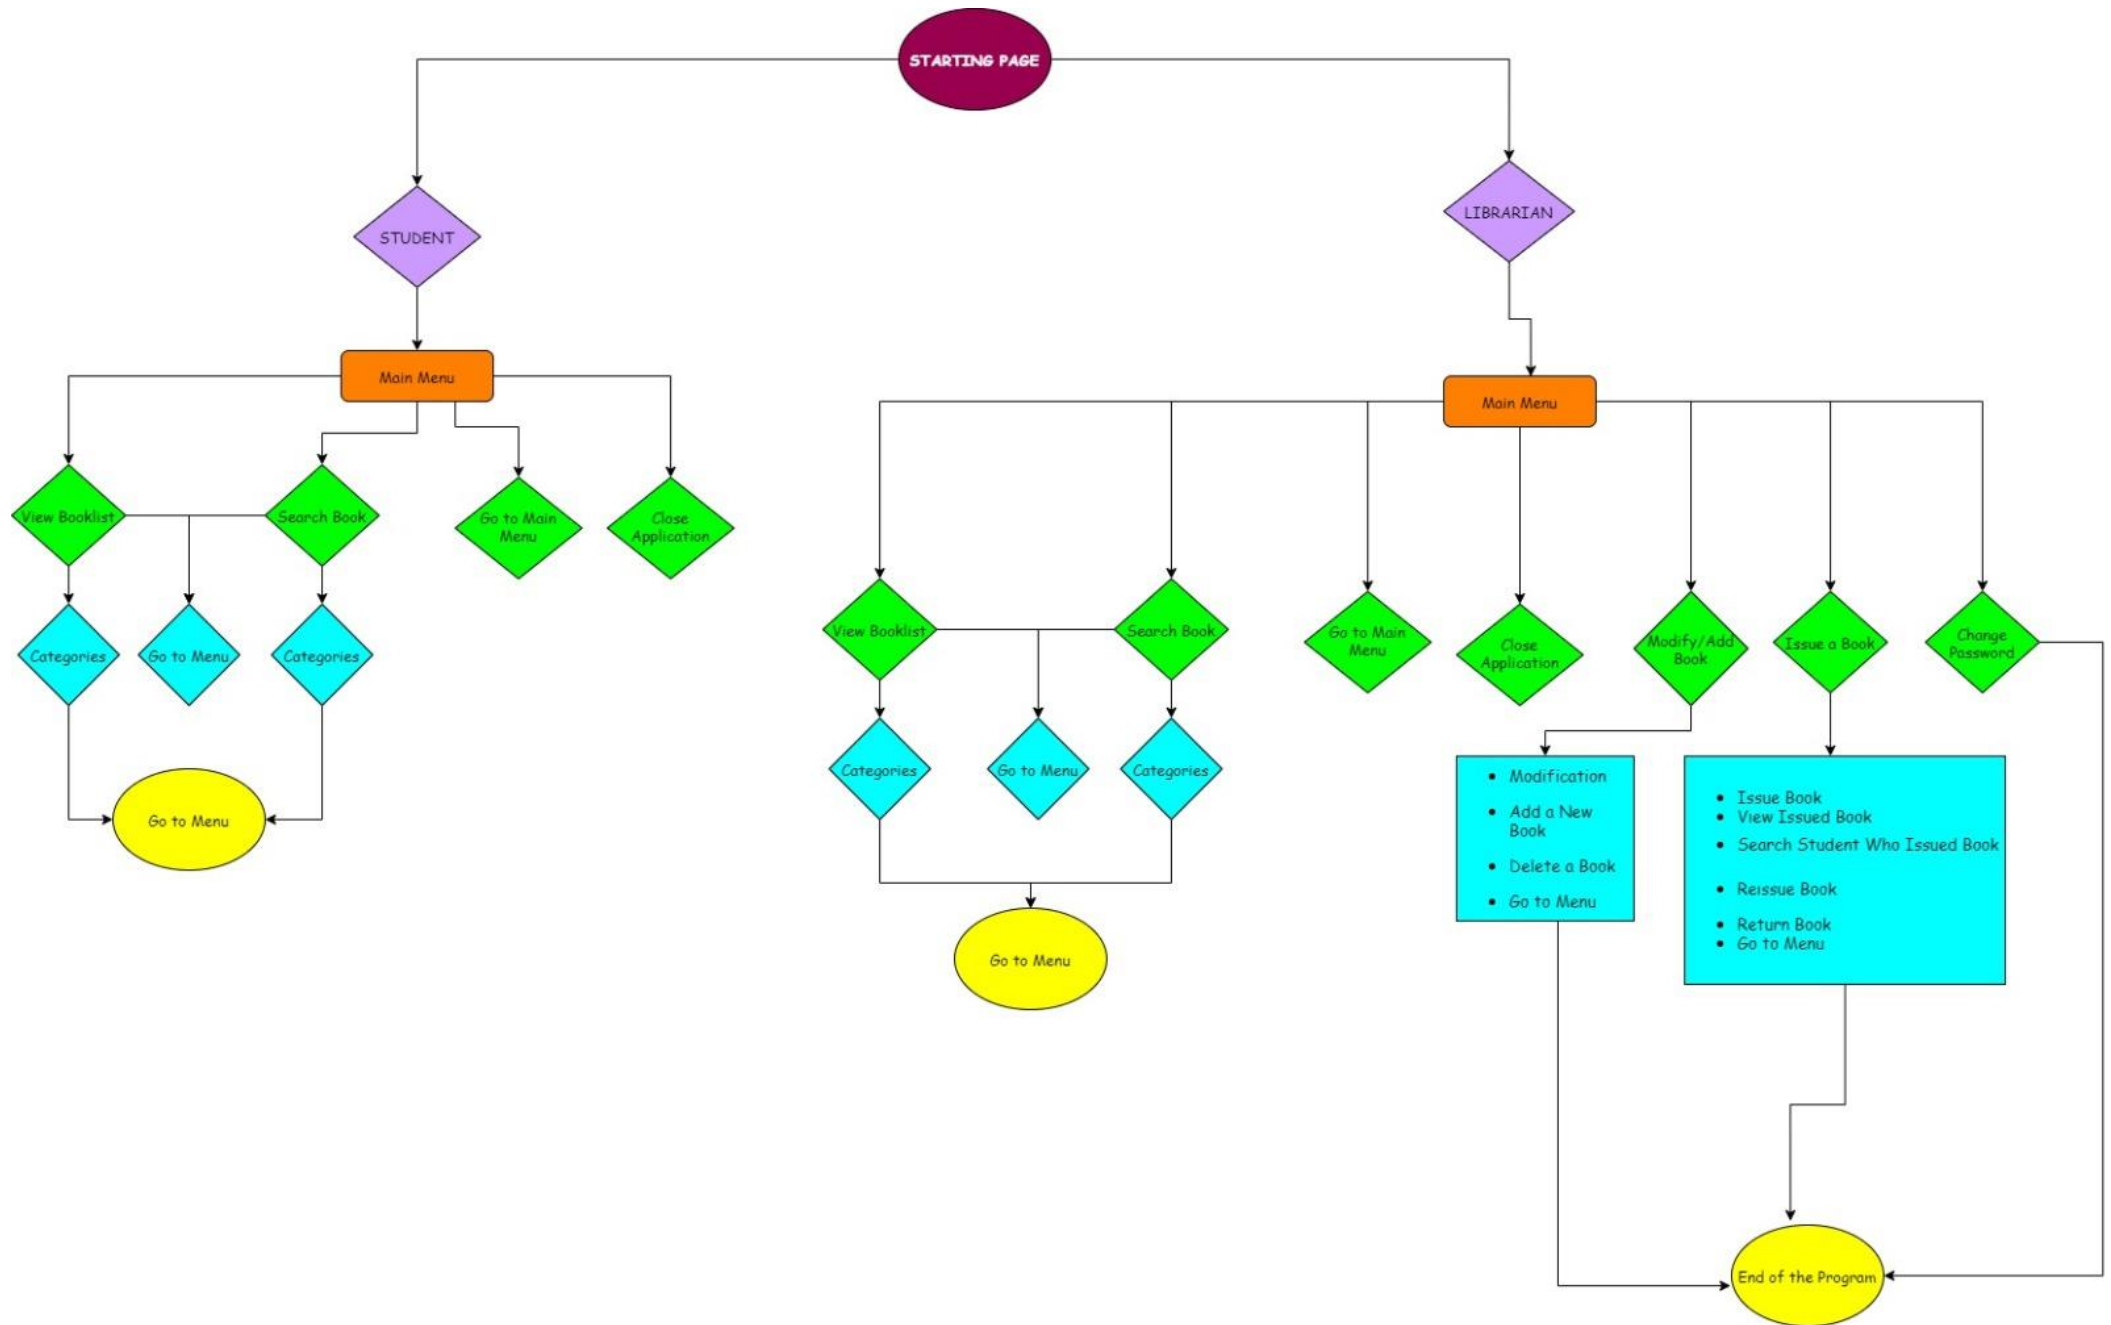 STARTING PAGE
STUDENT
LIBRARIAN
Main Menu
Main Menu
View Booklist
Search Book
Go to Main
Menu
Close
Application
Categories
Go to Menu
Categories
Go to Menu
View Booklist
Search Book
Go to Main
Menu
Close
Application
Modify/Add
Book
Issue a Book
Change
Password
Categories
Go to Menu
Categories
Go to Menu
• Modification
• Add a New
Book
• Delete a Book
• Go to Menu
• Issue Book
• View Issued Book
• Search Student Who Issued Book
• Reissue Book
• Return Book
• Go to Menu
End of the Program